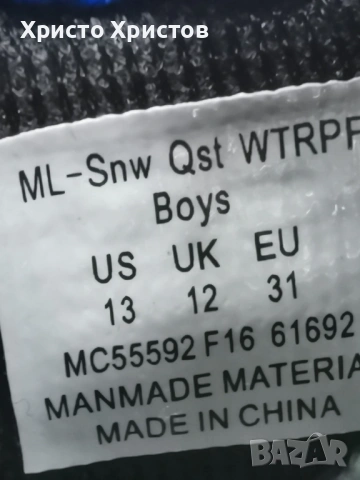 Христо Христов
ML-Snw Qst WTRPF
Boys
US UK EU
13 12 31
MC55592 F16 61692
MANMADE MATERIA
MADE IN CHINA
BAZAR